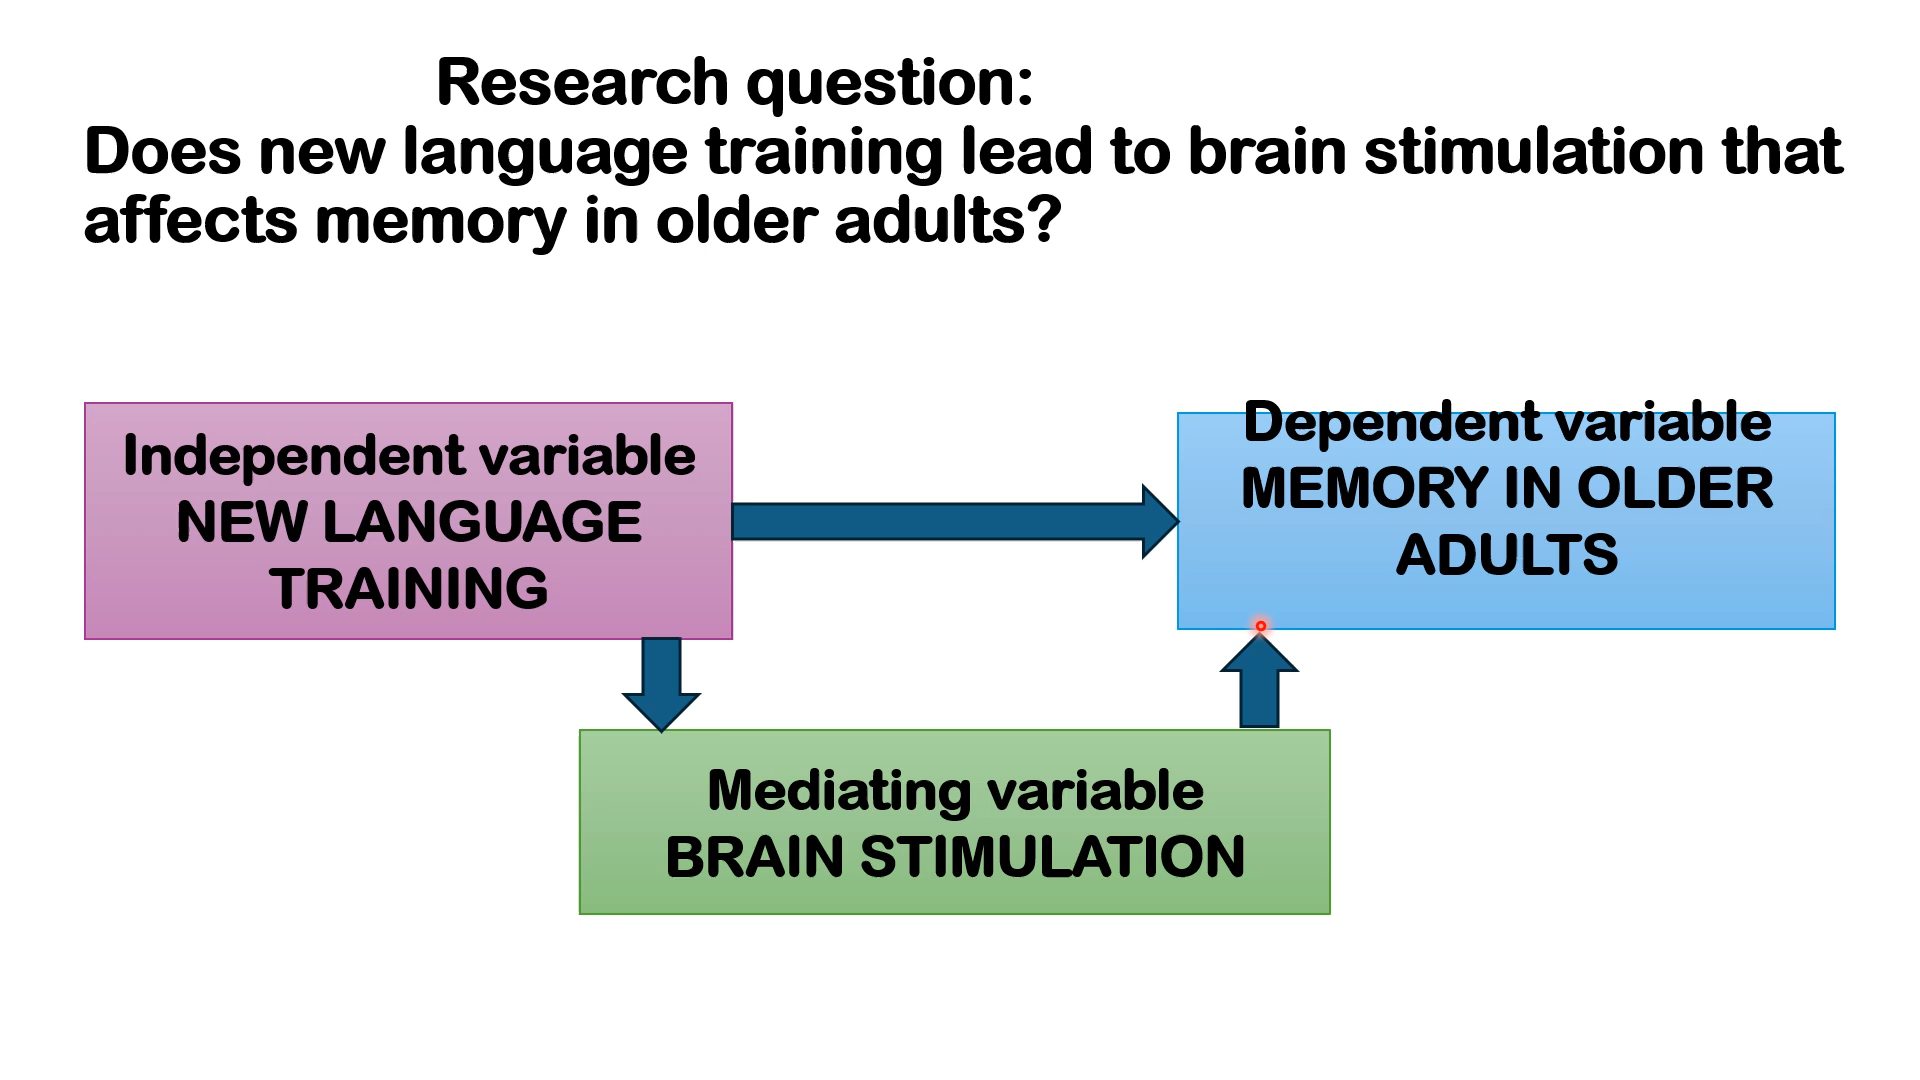 Research question:
Does new language training lead to brain stimulation that
affects memory in older adults?
Independent variable
NEW LANGUAGE
TRAINING
Dependent variable
MEMORY IN OLDER
ADULTS
Mediating variable
BRAIN STIMULATION